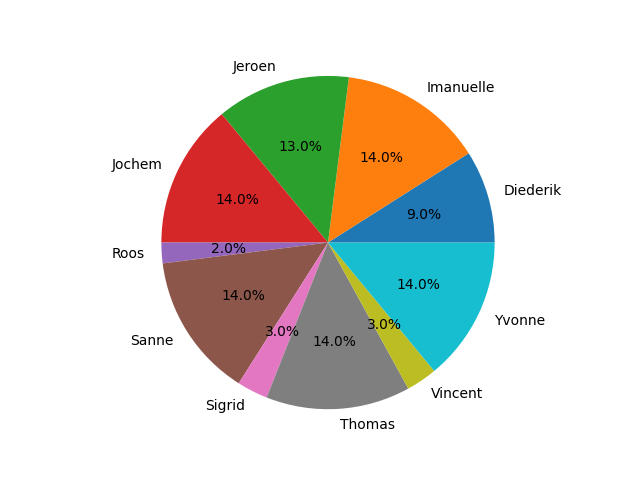 Jeroen
Imanuelle
13.0%
14.0%
Jochem
Diederik
14.0%
9.0%
Roos
2.0%
14.0%
14.0%
Sanne
3.0%
14.0%
3.0%
Yvonne
Sigrid
Vincent
Thomas